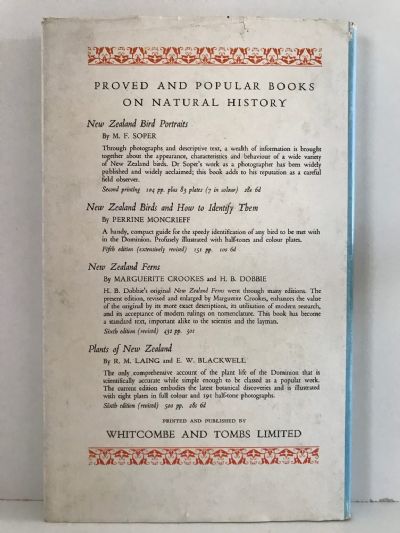 PROVED AND POPULAR BOOKS
ON NATURAL HISTORY
New Zealand Bird Portraits
By M. F. SOPER
Through photographs and descriptive text, a wealth of information is brought
together about the appearance, characteristics and behaviour of a wide variety
of New Zealand birds. Dr Soper's work as a photographer has been widely
published and widely acclaimed; this book adds to his reputation as a careful
field observer.
Second printing 104 pp. plus 83 plates (7 in colour) 28s 6d
New Zealand Birds and How to Identify Them
By PERRINE MONCRIEFF
A handy, compact guide for the speedy identification of any bird to be met with
in the Dominion. Profusely illustrated with half-tones and colour plates.
Fifth edition (extensively revised) 151 pp. 10s 6d
New Zealand Ferns
By MARGUERITE CROOKES and H. B. DOBBIE
H. B. Dobbie's original New Zealand Ferns went through many editions. The
present edition, revised and enlarged by Marguerite Crookes, enhances the value
of the original by its more exact descriptions, its utilisation of modern research,
and its acceptance of modern rulings on nomenclature. This book has become
a standard text, important alike to the scientist and the layman.
Sixth edition (revised) 432 pp. 50s
Plants of New Zealand
By R. M. LAING and E. W. BLACKWELL
The only comprehensive account of the plant life of the Dominion that is
scientifically accurate while simple enough to be classed as a popular work.
The current edition embodies the latest botanical discoveries and is illustrated
with eight plates in full colour and 191 half-tone photographs.
Sixth edition (revised) 500 pp. 28s 6d
PRINTED AND PUBLISHED BY
WHITCOMBE AND TOMBS LIMITED